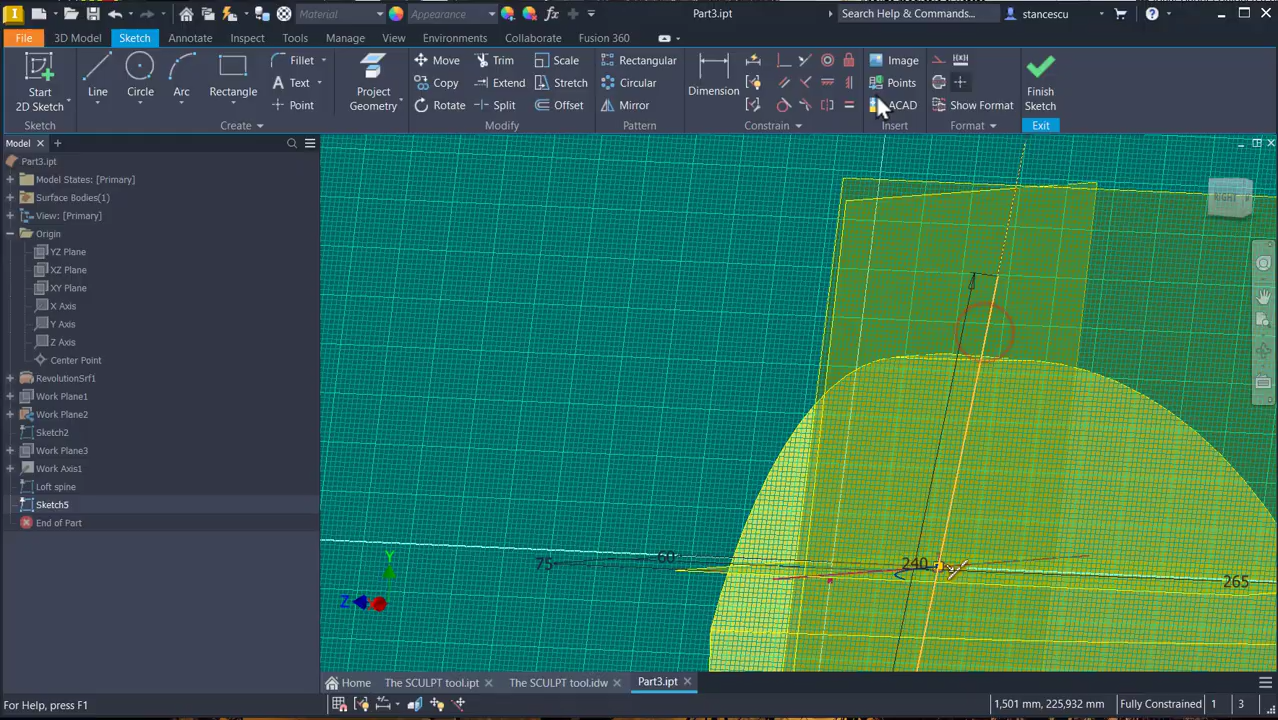 Material
Appearance
Part3.ipt
Search Help & Commands...
stancescu
File
3D Model
Sketch
Annotate
Inspect
Tools
Manage
View
Environments
Collaborate
Fusion 360
Start
2D Sketch
Line
Circle
Arc
Rectangle
Fillet
Text
Point
Project
Geometry
Move
Copy
Rotate
Trim
Extend
Split
Scale
Stretch
Offset
Rectangular
Circular
Mirror
Dimension
Image
Points
ACAD
Show Format
Finish
Sketch
Sketch
Create
Modify
Pattern
Constrain
Insert
Format
Exit
Model
Part3.ipt
Model States: [Primary]
Surface Bodies(1)
View: [Primary]
Origin
YZ Plane
XZ Plane
XY Plane
X Axis
Y Axis
Z Axis
Center Point
RevolutionSrf1
Work Plane1
Work Plane2
Sketch2
Work Plane3
Work Axis1
Loft spine
Sketch5
End of Part
RIGHT
75
60
240
265
Y
Z
Home
The SCULPT tool.ipt
The SCULPT tool.idw
Part3.ipt
For Help, press F1
1,501 mm, 225,932 mm
Fully Constrained
1
3